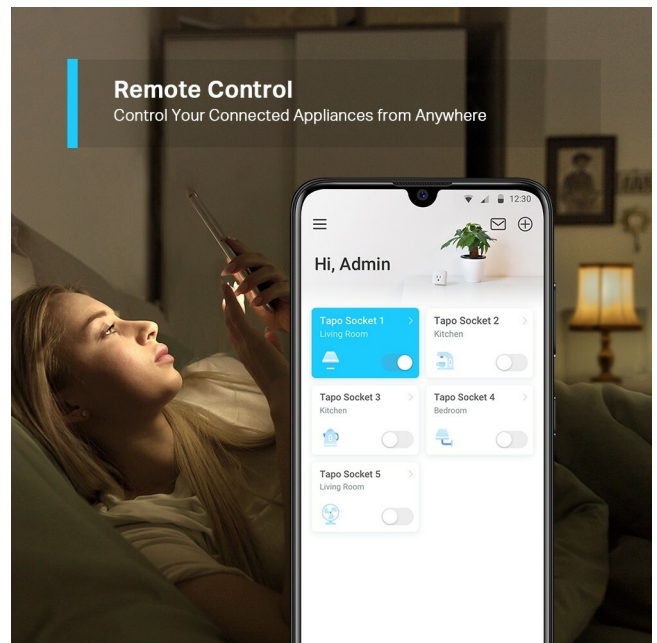 Remote Control
Control Your Connected Appliances from Anywhere
12:30
Hi, Admin
Tapo Socket 1
Living Room
Tapo Socket 2
Kitchen
Tapo Socket 3
Kitchen
Tapo Socket 4
Bedroom
Tapo Socket 5
Living Room